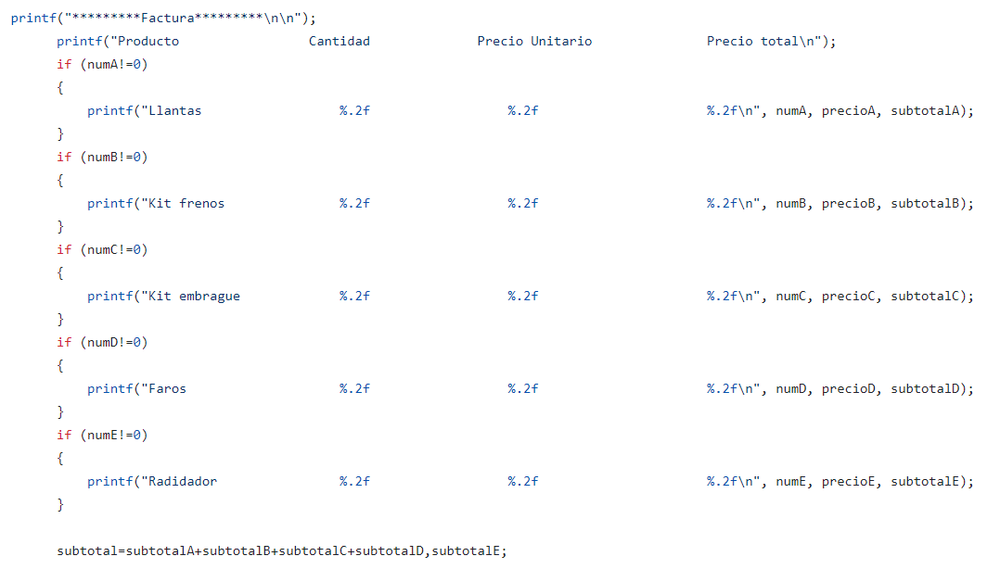 printf("*********Factura*********\n\n");
printf("Producto                 Cantidad              Precio Unitario               Precio total\n");
if (numA!=0)
{
printf("Llantas                  %.2f                  %.2f                      %.2f\n", numA, precioA, subtotalA);
}
if (numB!=0)
{
printf("Kit frenos               %.2f                  %.2f                      %.2f\n", numB, precioB, subtotalB);
}
if (numC!=0)
{
printf("Kit embrague             %.2f                  %.2f                      %.2f\n", numC, precioC, subtotalC);
}
if (numD!=0)
{
printf("Faros                    %.2f                  %.2f                      %.2f\n", numD, precioD, subtotalD);
}
if (numE!=0)
{
printf("Radidador                %.2f                  %.2f                      %.2f\n", numE, precioE, subtotalE);
}
subtotal=subtotalA+subtotalB+subtotalC+subtotalD,subtotalE;